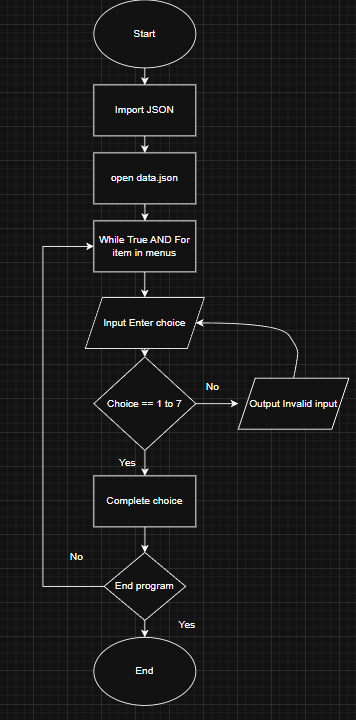 Start
Import JSON
open data.json
While True AND For
item in menus
Input Enter choice
Choice == 1 to 7
No
Output Invalid input
Yes
Complete choice
No
End program
Yes
End